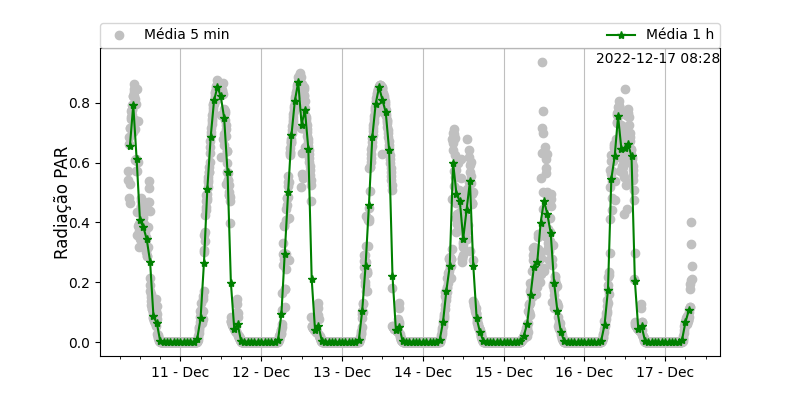 Média 5 min
Média 1 h
2022-12-17 08:28
Radiação PAR
0.8
0.6
0.4
0.2
0.0
11 - Dec
12 - Dec
13 - Dec
14 - Dec
15 - Dec
16 - Dec
17 - Dec